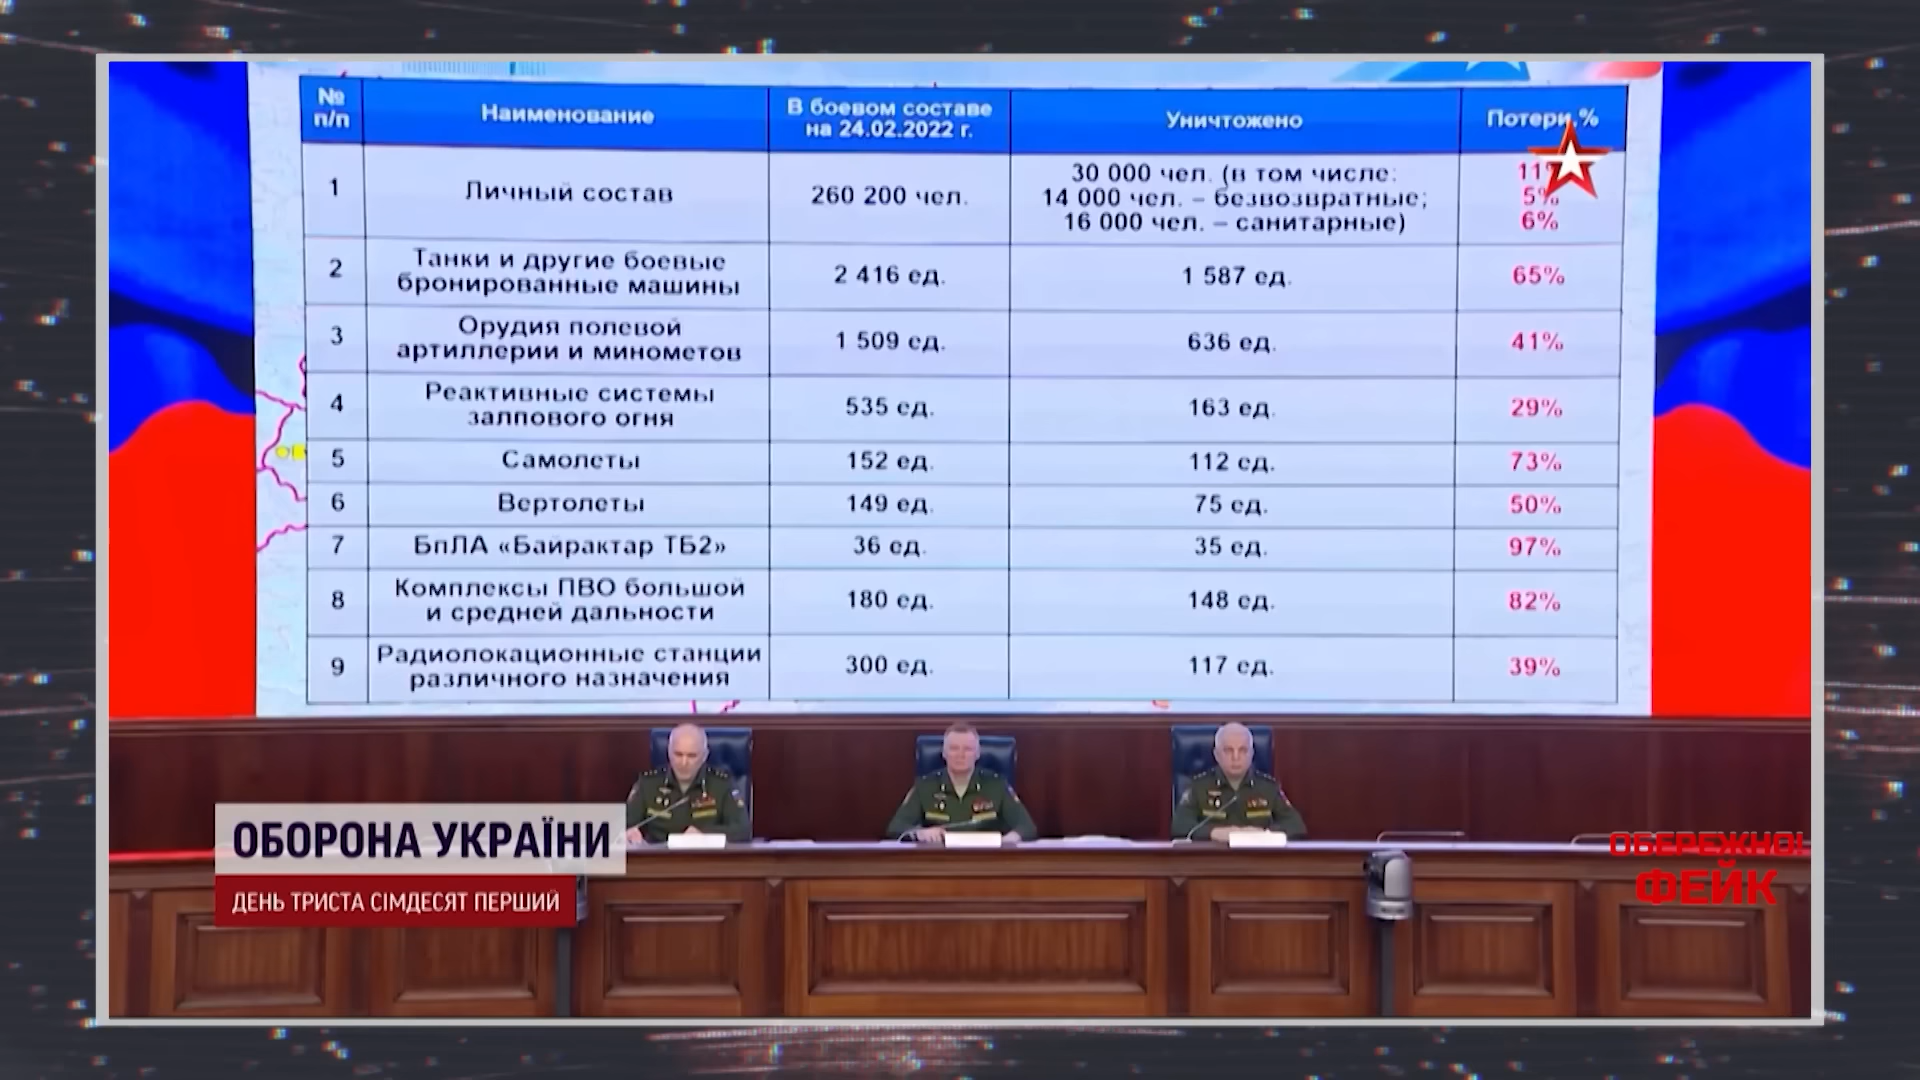 №
п/п
Наименование
В боевом составе
на 24.02.2022 г.
Уничтожено
Потери,%
1
Личный состав
260 200 чел.
30 000 чел. (в том числе:
14 000 чел. – безвозвратные;
16 000 чел. – санитарные)
11%
5%
6%
2
Танки и другие боевые
бронированные машины
2 416 ед.
1 587 ед.
65%
3
Орудия полевой
артиллерии и минометов
1 509 ед.
636 ед.
41%
4
Реактивные системы
залпового огня
535 ед.
163 ед.
29%
5
Самолеты
152 ед.
112 ед.
73%
6
Вертолеты
149 ед.
75 ед.
50%
7
БпЛА «Байрактар ТБ2»
36 ед.
35 ед.
97%
8
Комплексы ПВО большой
и средней дальности
180 ед.
148 ед.
82%
9
Радиолокационные станции
различного назначения
300 ед.
117 ед.
39%
ОБОРОНА УКРАЇНИ
ДЕНЬ ТРИСТА СІМДЕСЯТ ПЕРШИЙ
ОБЕРЕЖНО!
ФЕЙК